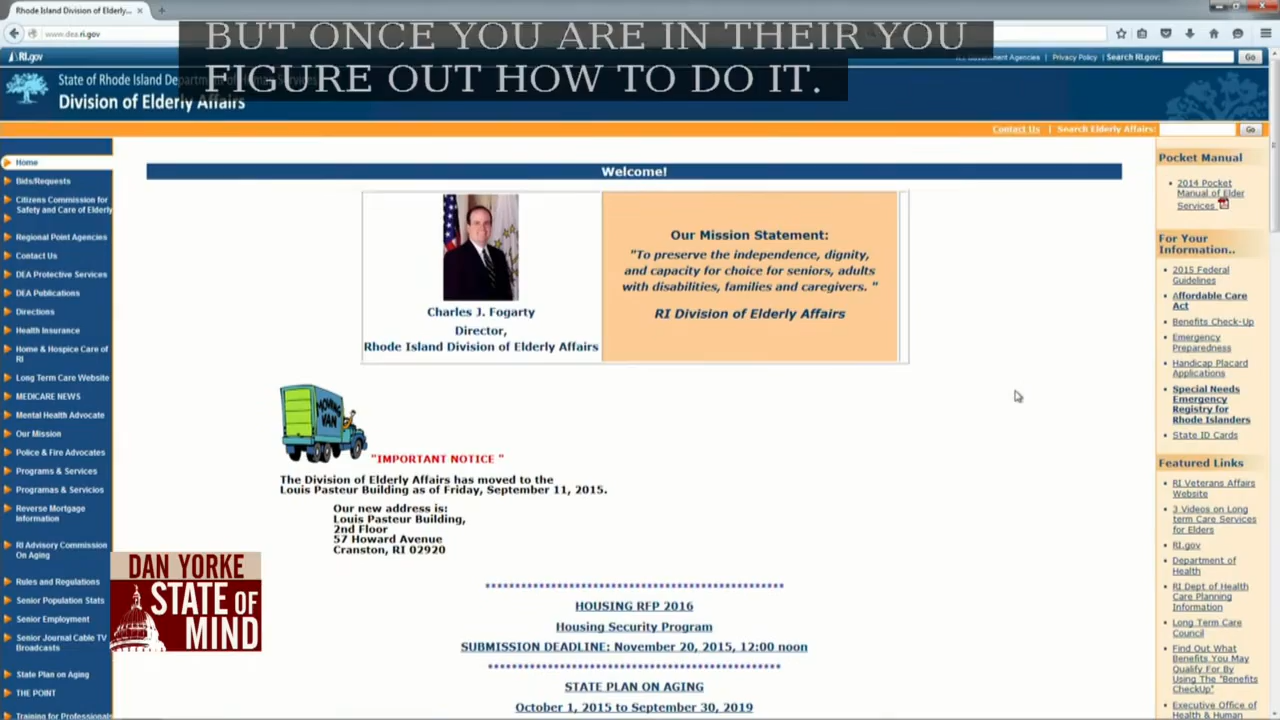 Rhode Island Division of Elderly...
www.dea.ri.gov
BUT ONCE YOU ARE IN THEIR YOU
FIGURE OUT HOW TO DO IT.
RI.gov
Government Agencies | Privacy Policy | Search RI.gov: Go
State of Rhode Island
Division of Elderly Affairs
Contact Us | Search Elderly Affairs: Go
Home
Bids/Requests
Citizens Commission for
Safety and Care of Elderly
Regional Point Agencies
Contact Us
DEA Protective Services
DEA Publications
Directions
Health Insurance
Home & Hospice Care of
RI
Long Term Care Website
MEDICARE NEWS
Mental Health Advocate
Our Mission
Police & Fire Advocates
Programs & Services
Programas & Servicios
Reverse Mortgage
Information
RI Advisory Commission
On Aging
Rules and Regulations
Senior Population Stats
Senior Employment
Senior Journal Cable TV
Broadcasts
State Plan on Aging
THE POINT
Training for Professionals
Welcome!
Charles J. Fogarty
Director,
Rhode Island Division of Elderly Affairs
Our Mission Statement:
"To preserve the independence, dignity,
and capacity for choice for seniors, adults
with disabilities, families and caregivers. "
RI Division of Elderly Affairs
MOVING
VAN
"IMPORTANT NOTICE "
The Division of Elderly Affairs has moved to the
Louis Pasteur Building as of Friday, September 11, 2015.
Our new address is:
Louis Pasteur Building,
2nd Floor
57 Howard Avenue
Cranston, RI 02920
HOUSING RFP 2016
Housing Security Program
SUBMISSION DEADLINE: November 20, 2015, 12:00 noon
STATE PLAN ON AGING
October 1, 2015 to September 30, 2019
Pocket Manual
2014 Pocket
Manual of Elder
Services
For Your
Information..
2015 Federal
Guidelines
Affordable Care
Act
Benefits Check-Up
Emergency
Preparedness
Handicap Placard
Applications
Special Needs
Emergency
Registry for
Rhode Islanders
State ID Cards
Featured Links
RI Veterans Affairs
Website
3 Videos on Long
term Care Services
for Elders
RI.gov
Department of
Health
RI Dept of Health
Care Planning
Information
Long Term Care
Council
Find Out What
Benefits You May
Qualify For By
Using The "Benefits
CheckUp"
Executive Office of
Health & Human
DAN YORKE
STATE OF
MIND